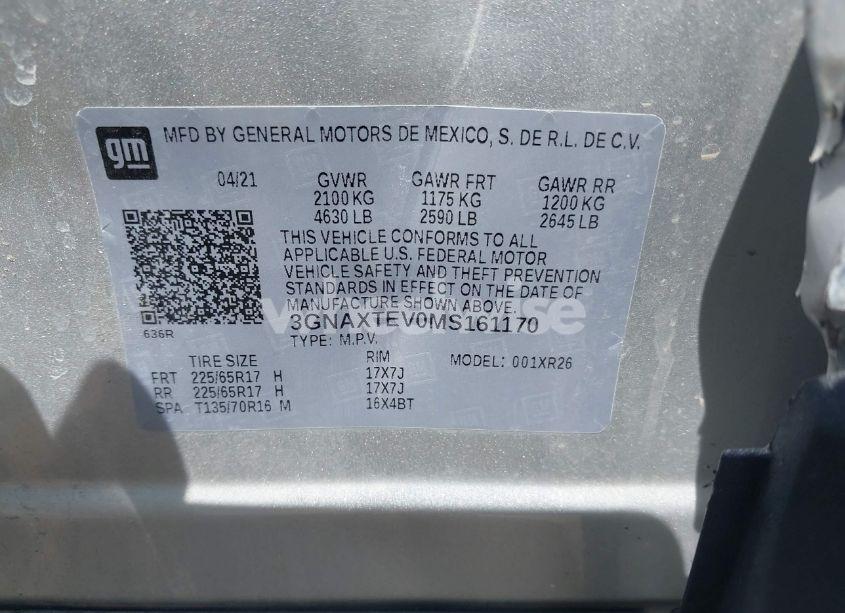 gm
MFD BY GENERAL MOTORS DE MEXICO, S. DE R.L. DE C.V.
04/21 GVWR GAWR FRT GAWR RR
2100 KG 1175 KG 1200 KG
4630 LB 2590 LB 2645 LB
THIS VEHICLE CONFORMS TO ALL
APPLICABLE U.S. FEDERAL MOTOR
VEHICLE SAFETY AND THEFT PREVENTION
STANDARDS IN EFFECT ON THE DATE OF
MANUFACTURE SHOWN ABOVE.
3GNAXTEV0MS161170
636R
TYPE: M.P.V.
TIRE SIZE RIM MODEL: 001XR26
FRT 225/65R17 H 17X7J
RR 225/65R17 H 17X7J
SPA T135/70R16 M 16X4BT